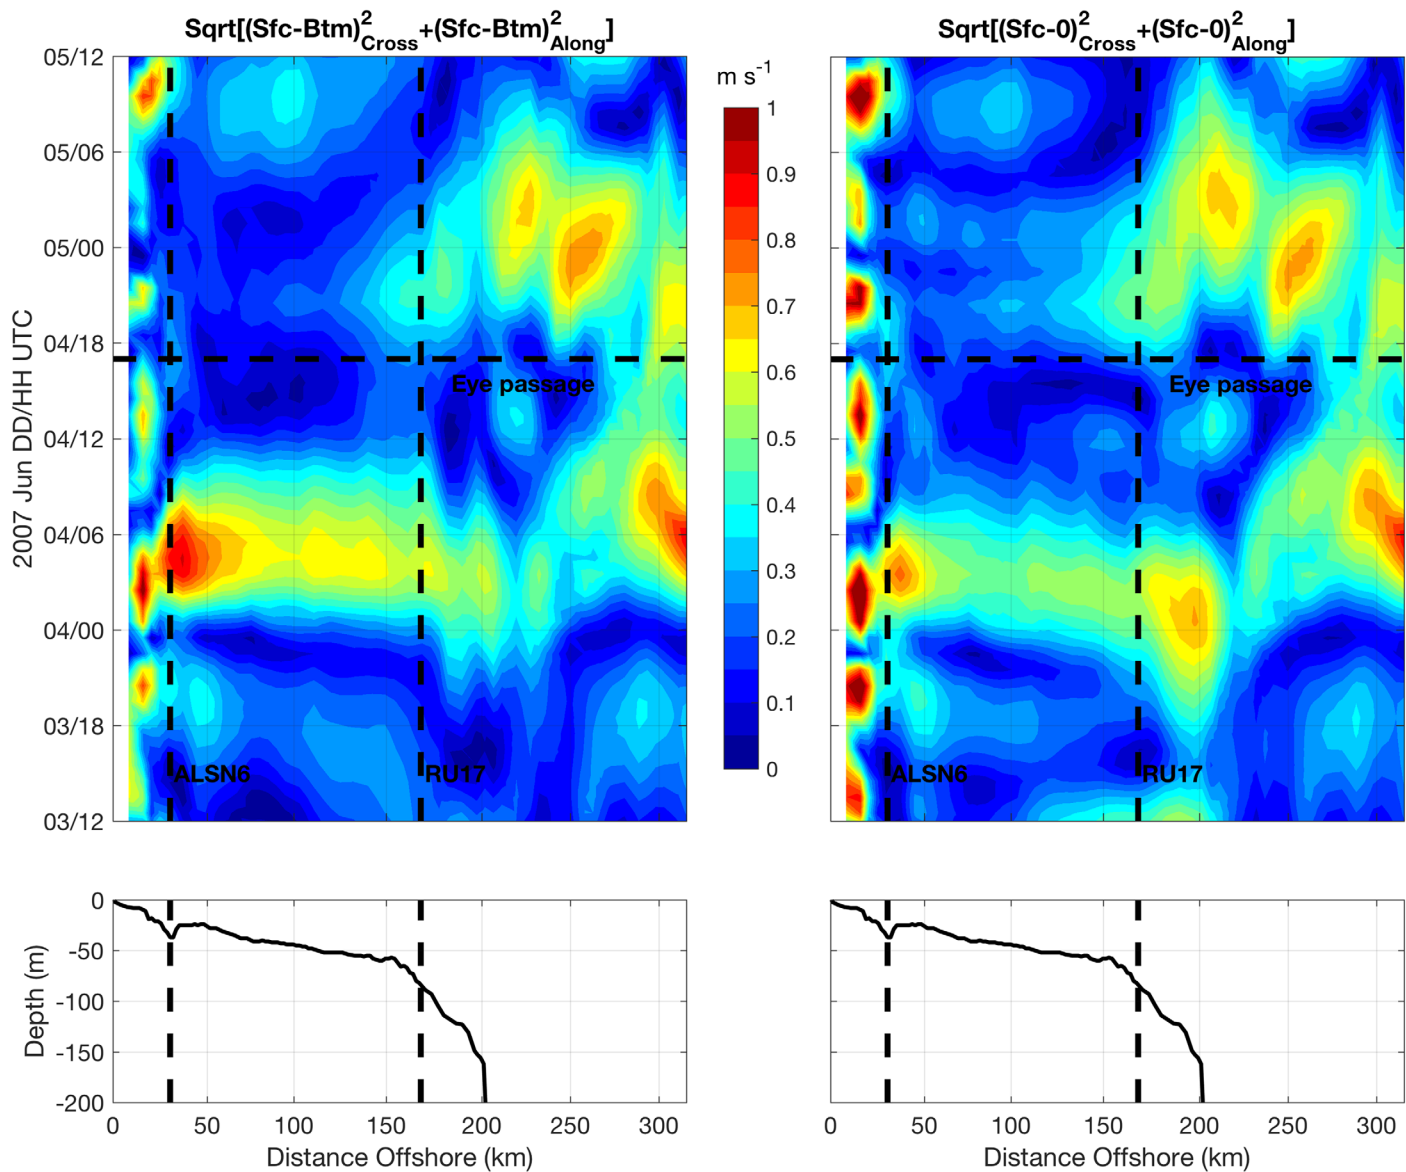 Sqrt[(Sfc-Btm)²Cross+(Sfc-Btm)²Along]
Sqrt[(Sfc-0)²Cross+(Sfc-0)²Along]
2007 Jun DD/HH UTC
05/12
05/06
05/00
04/18
04/12
04/06
04/00
03/18
03/12
Eye passage
ALSN6
RU17
m s⁻¹
1
0.9
0.8
0.7
0.6
0.5
0.4
0.3
0.2
0.1
0
Eye passage
ALSN6
RU17
Depth (m)
0
-50
-100
-150
-200
0 50 100 150 200 250 300
Distance Offshore (km)
0 50 100 150 200 250 300
Distance Offshore (km)